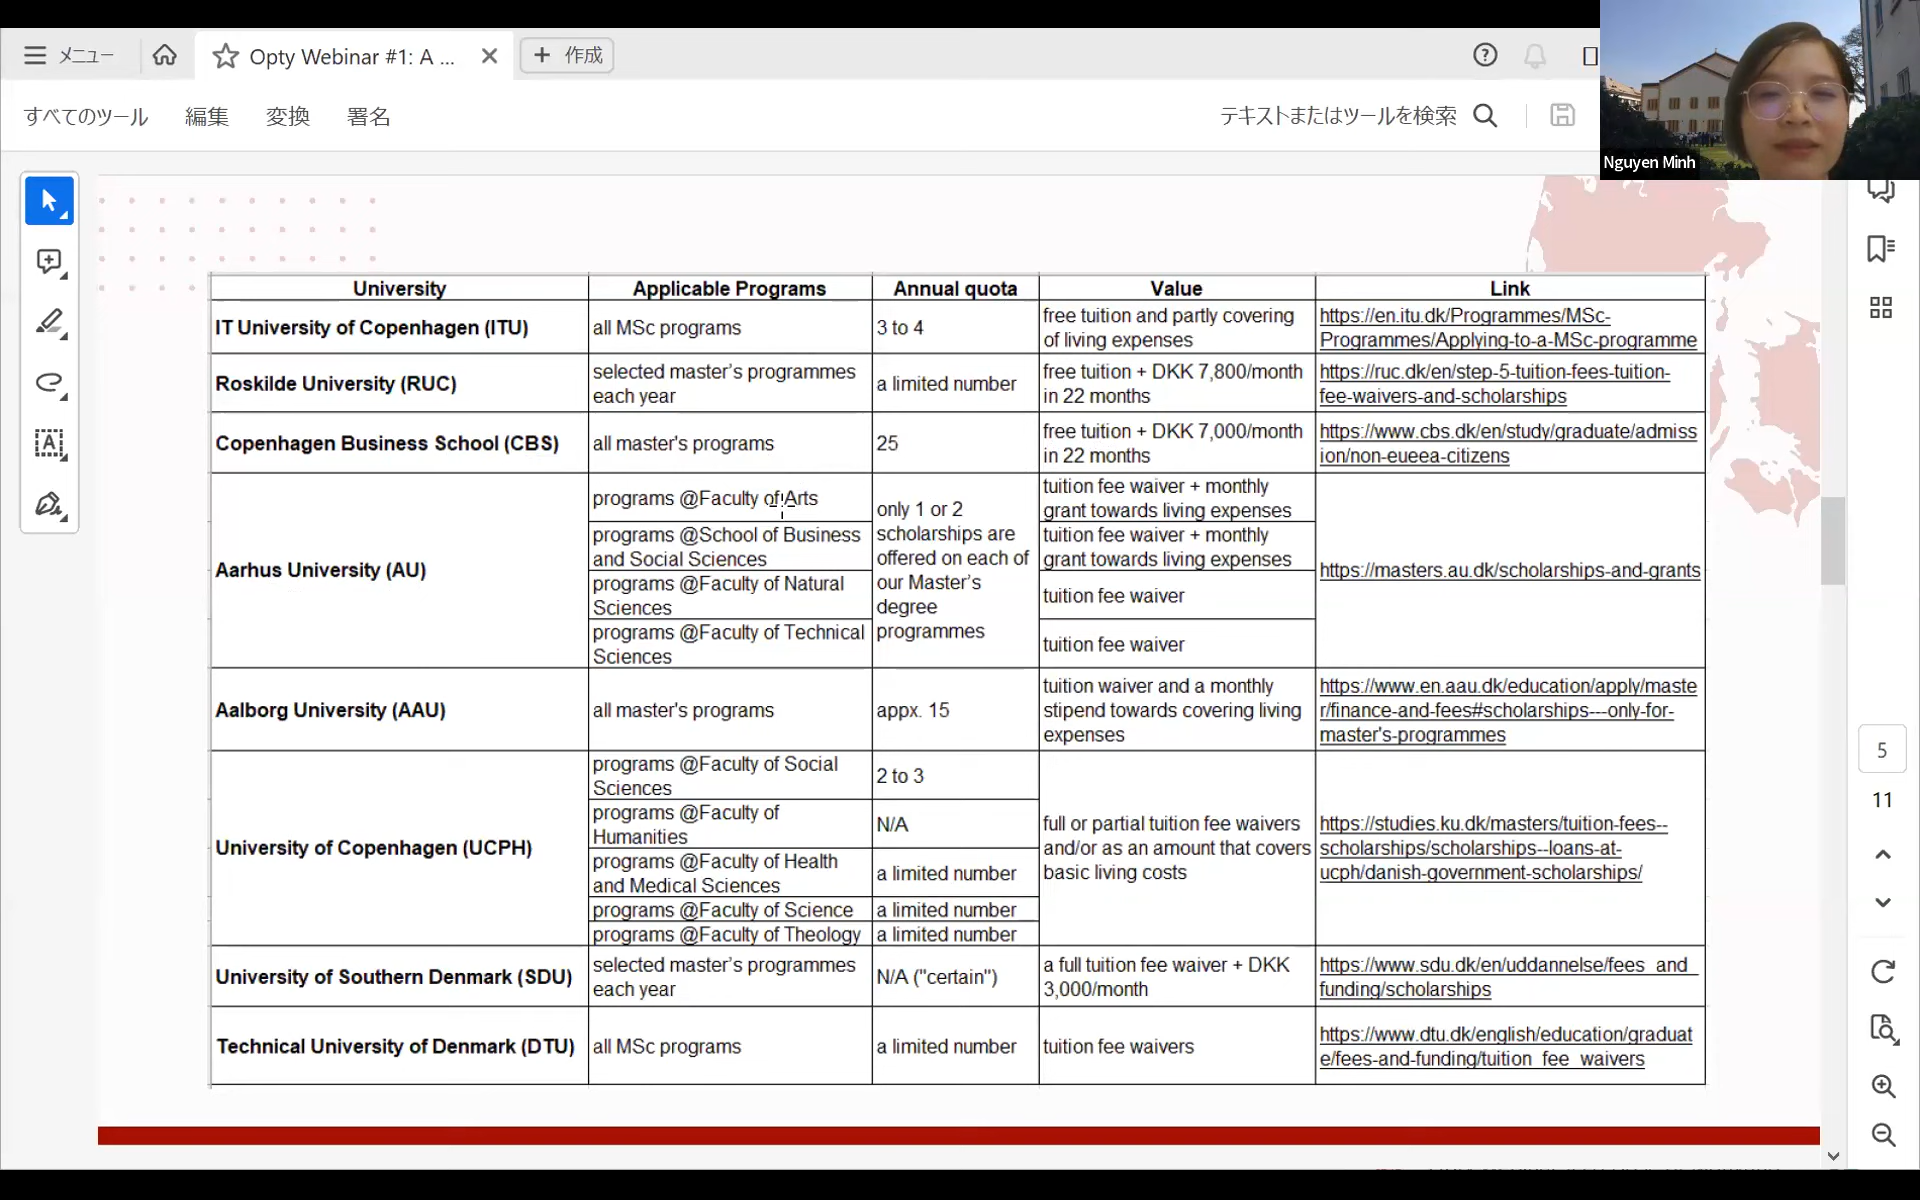 メニュー
Opty Webinar #1: A ...
作成
すべてのツール
編集
変換
署名
テキストまたはツールを検索
Nguyen Minh
University Applicable Programs Annual quota Value Link
IT University of Copenhagen (ITU)
all MSc programs
3 to 4
free tuition and partly covering
of living expenses
https://en.itu.dk/Programmes/MSc-
Programmes/Applying-to-a-MSc-programme
Roskilde University (RUC)
selected master’s programmes
each year
a limited number
free tuition + DKK 7,800/month
in 22 months
https://ruc.dk/en/step-5-tuition-fees-tuition-
fee-waivers-and-scholarships
Copenhagen Business School (CBS)
all master's programs
25
free tuition + DKK 7,000/month
in 22 months
https://www.cbs.dk/en/study/graduate/admiss
ion/non-eueea-citizens
Aarhus University (AU)
programs @Faculty of Arts
programs @School of Business
and Social Sciences
programs @Faculty of Natural
Sciences
programs @Faculty of Technical
Sciences
only 1 or 2
scholarships are
offered on each of
our Master’s
degree
programmes
tuition fee waiver + monthly
grant towards living expenses
tuition fee waiver + monthly
grant towards living expenses
tuition fee waiver
tuition fee waiver
https://masters.au.dk/scholarships-and-grants
Aalborg University (AAU)
all master's programs
appx. 15
tuition waiver and a monthly
stipend towards covering living
expenses
https://www.en.aau.dk/education/apply/maste
r/finance-and-fees#scholarships---only-for-
master's-programmes
University of Copenhagen (UCPH)
programs @Faculty of Social
Sciences
2 to 3
programs @Faculty of
Humanities
N/A
programs @Faculty of Health
and Medical Sciences
a limited number
programs @Faculty of Science
a limited number
programs @Faculty of Theology
a limited number
full or partial tuition fee waivers
and/or as an amount that covers
basic living costs
https://studies.ku.dk/masters/tuition-fees--
scholarships/scholarships--loans-at-
ucph/danish-government-scholarships/
University of Southern Denmark (SDU)
selected master’s programmes
each year
N/A ("certain")
a full tuition fee waiver + DKK
3,000/month
https://www.sdu.dk/en/uddannelse/fees_and_
funding/scholarships
Technical University of Denmark (DTU)
all MSc programs
a limited number
tuition fee waivers
https://www.dtu.dk/english/education/graduat
e/fees-and-funding/tuition_fee_waivers
5
11